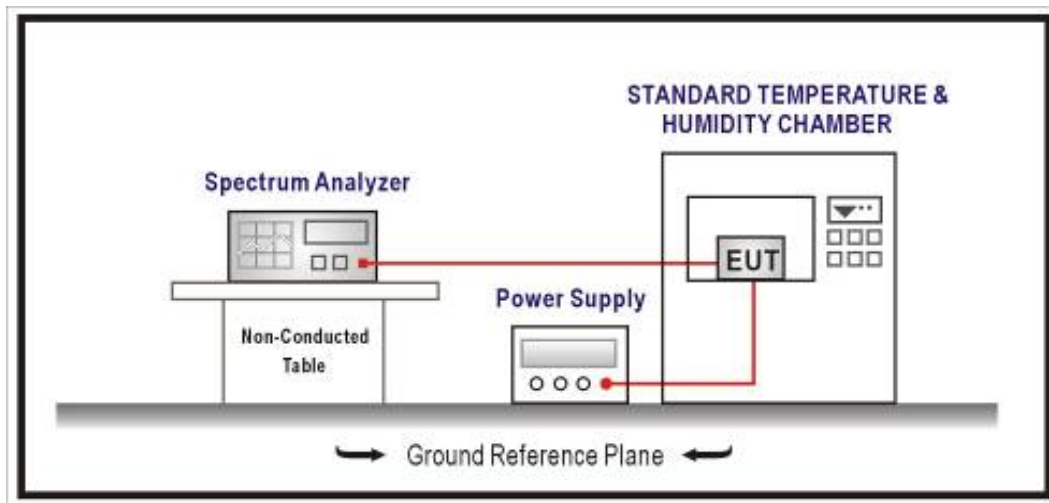 STANDARD TEMPERATURE &
HUMIDITY CHAMBER
Spectrum Analyzer
EUT
Power Supply
Non-Conducted
Table
Ground Reference Plane